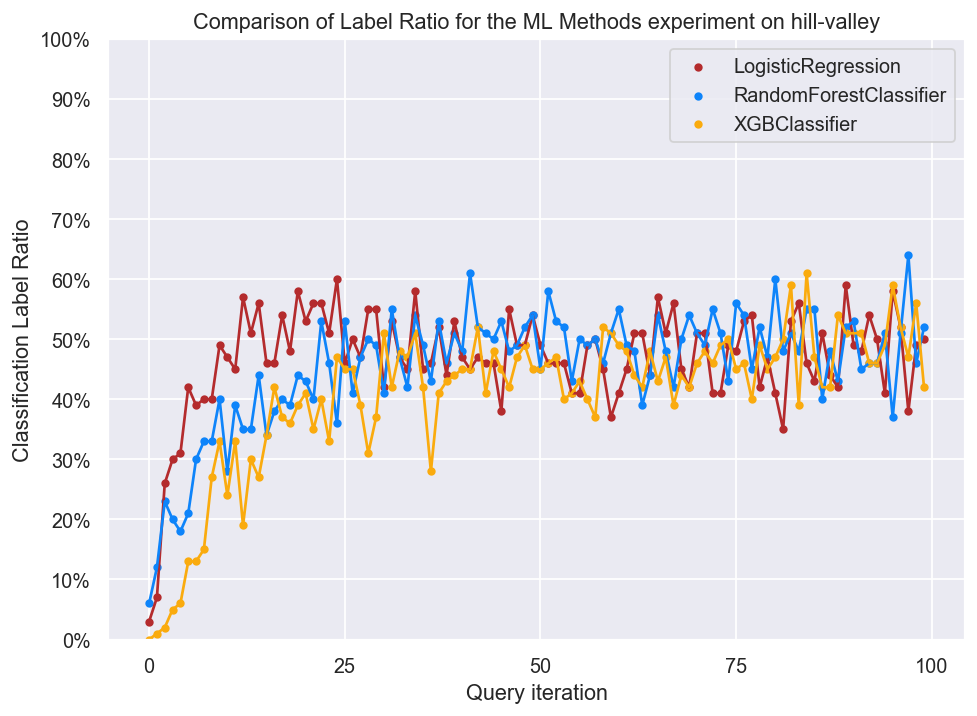 Comparison of Label Ratio for the ML Methods experiment on hill-valley
100%
90%
80%
70%
60%
50%
40%
30%
20%
10%
0%
Classification Label Ratio
LogisticRegression
RandomForestClassifier
XGBClassifier
0
25
50
75
100
Query iteration